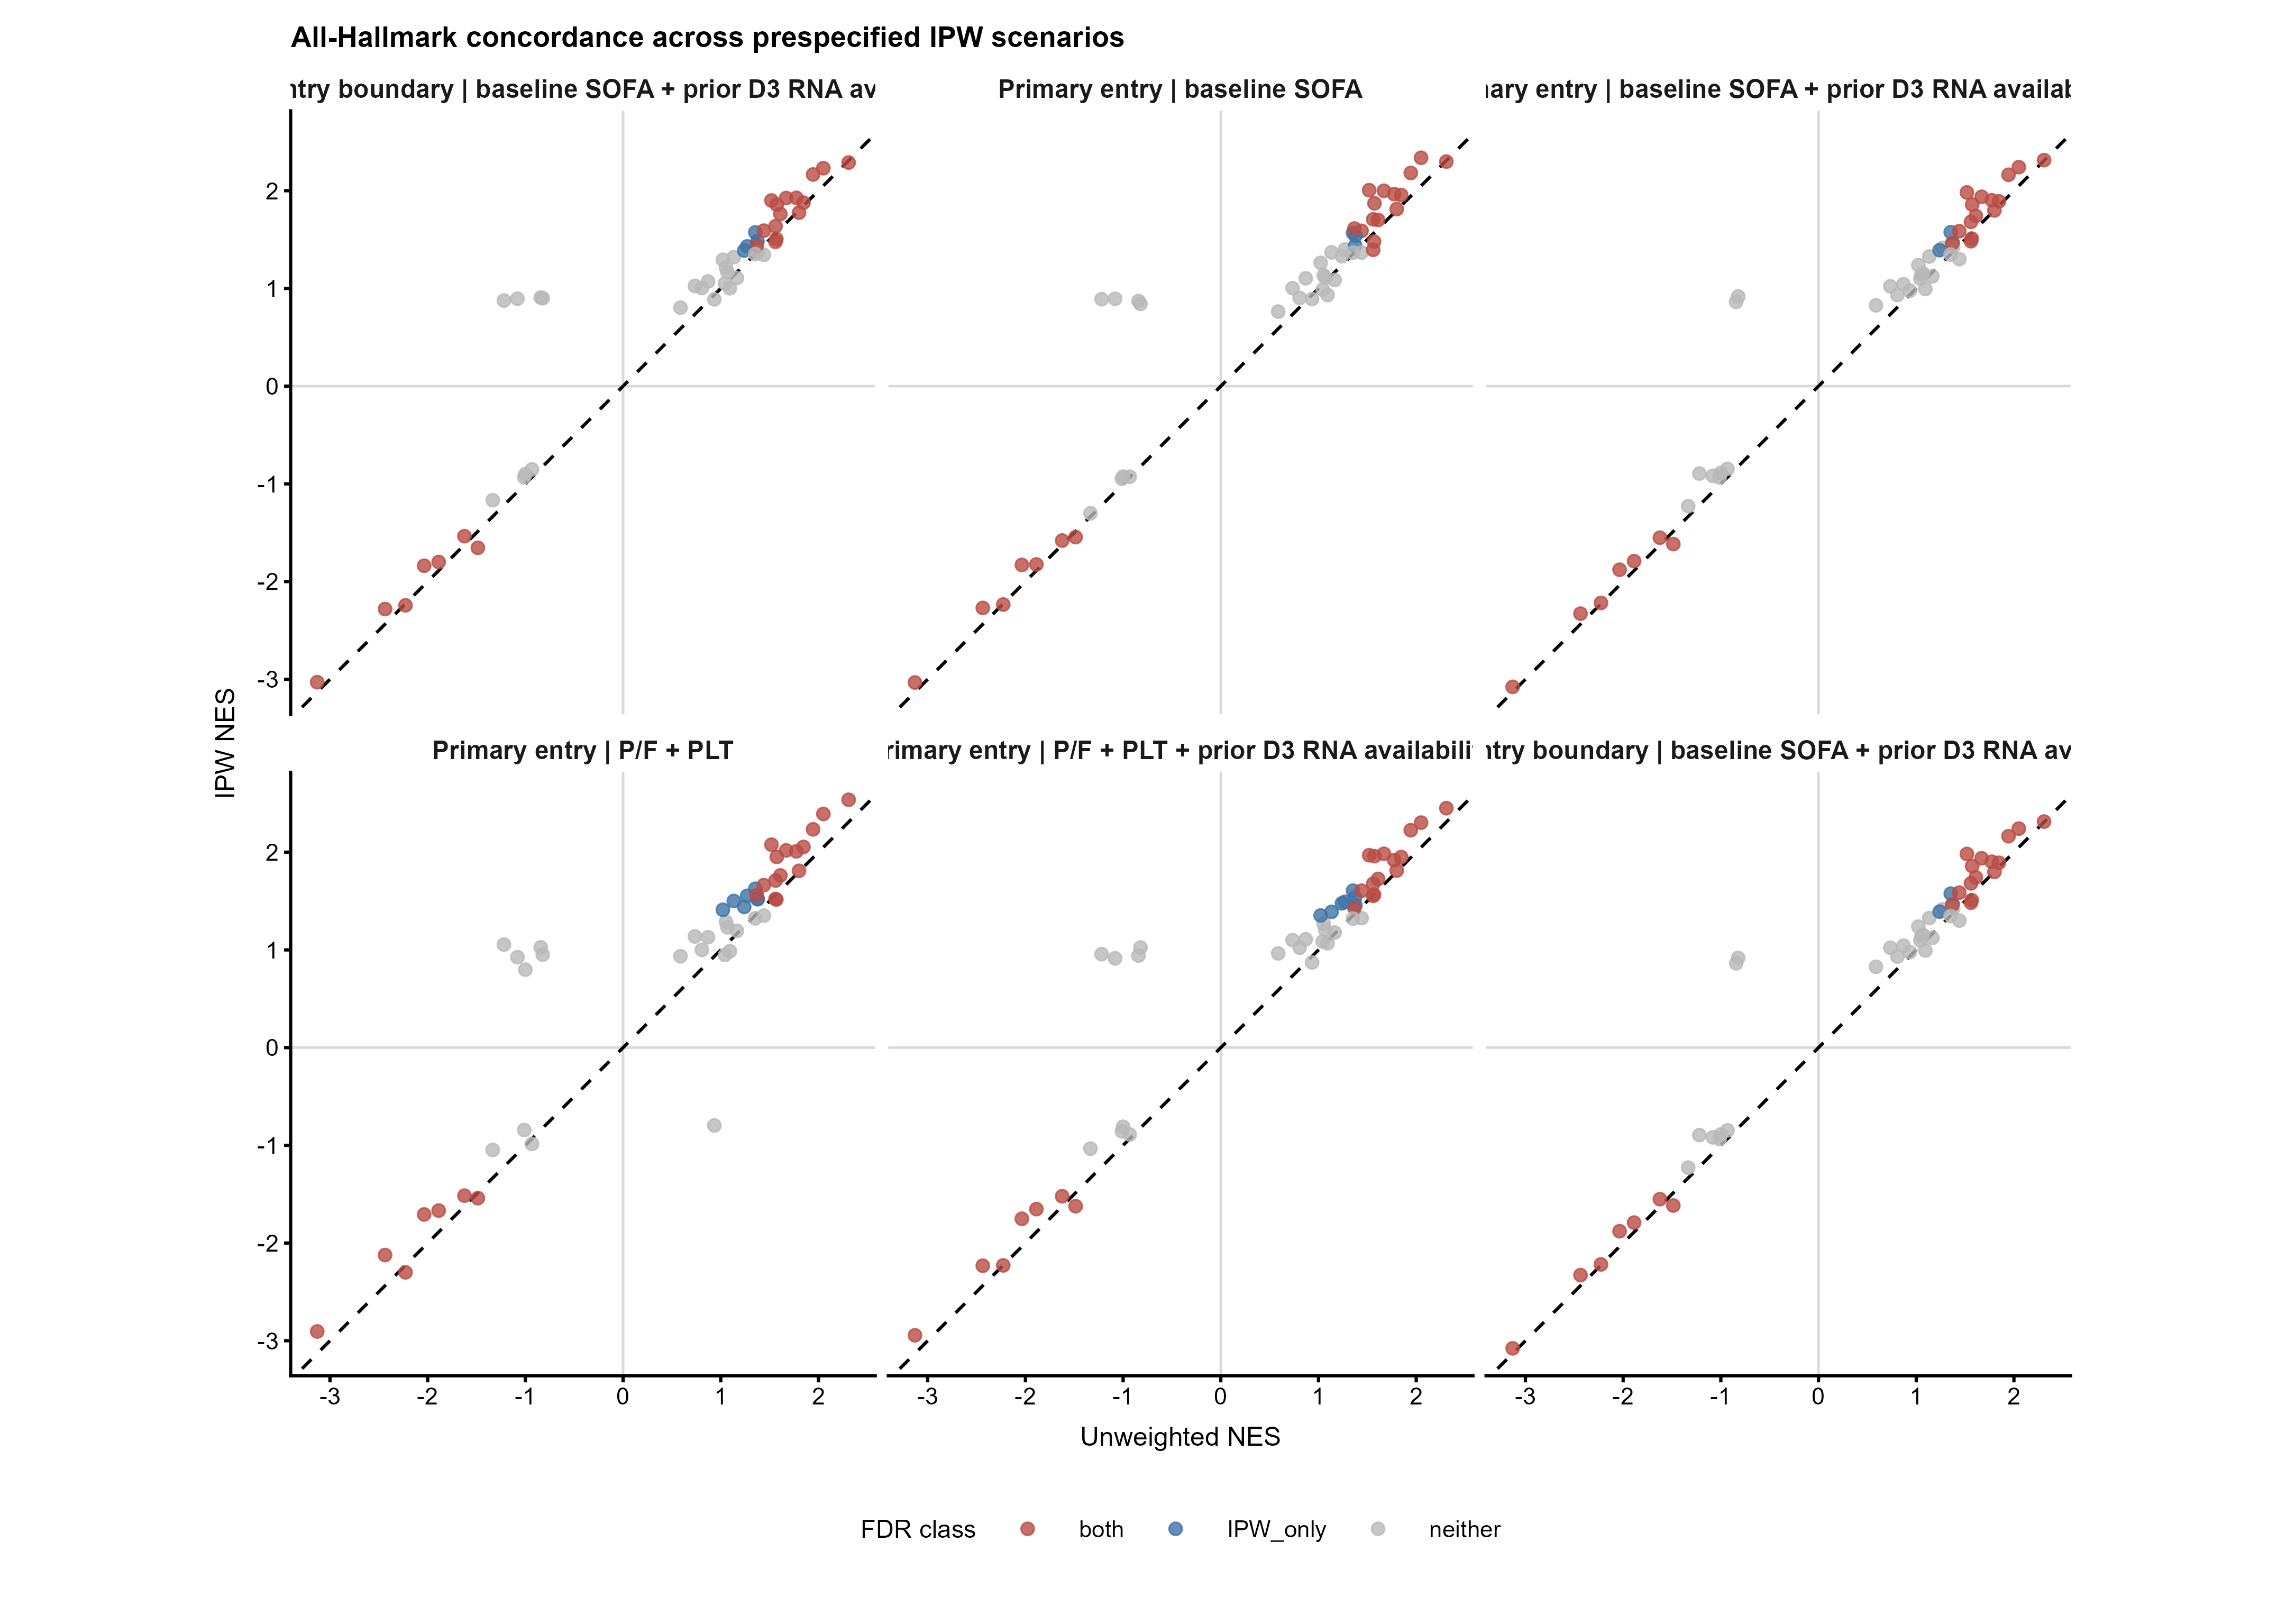 All-Hallmark concordance across prespecified IPW scenarios
ntry boundary | baseline SOFA + prior D3 RNA av
Primary entry | baseline SOFA
ary entry | baseline SOFA + prior D3 RNA availab
2
1
0
-1
-2
-3
IPW NES
Primary entry | P/F + PLT
rimary entry | P/F + PLT + prior D3 RNA availabili
ntry boundary | baseline SOFA + prior D3 RNA av
2
1
0
-1
-2
-3
-3 -2 -1 0 1 2
-3 -2 -1 0 1 2
-3 -2 -1 0 1 2
Unweighted NES
FDR class both IPW_only neither